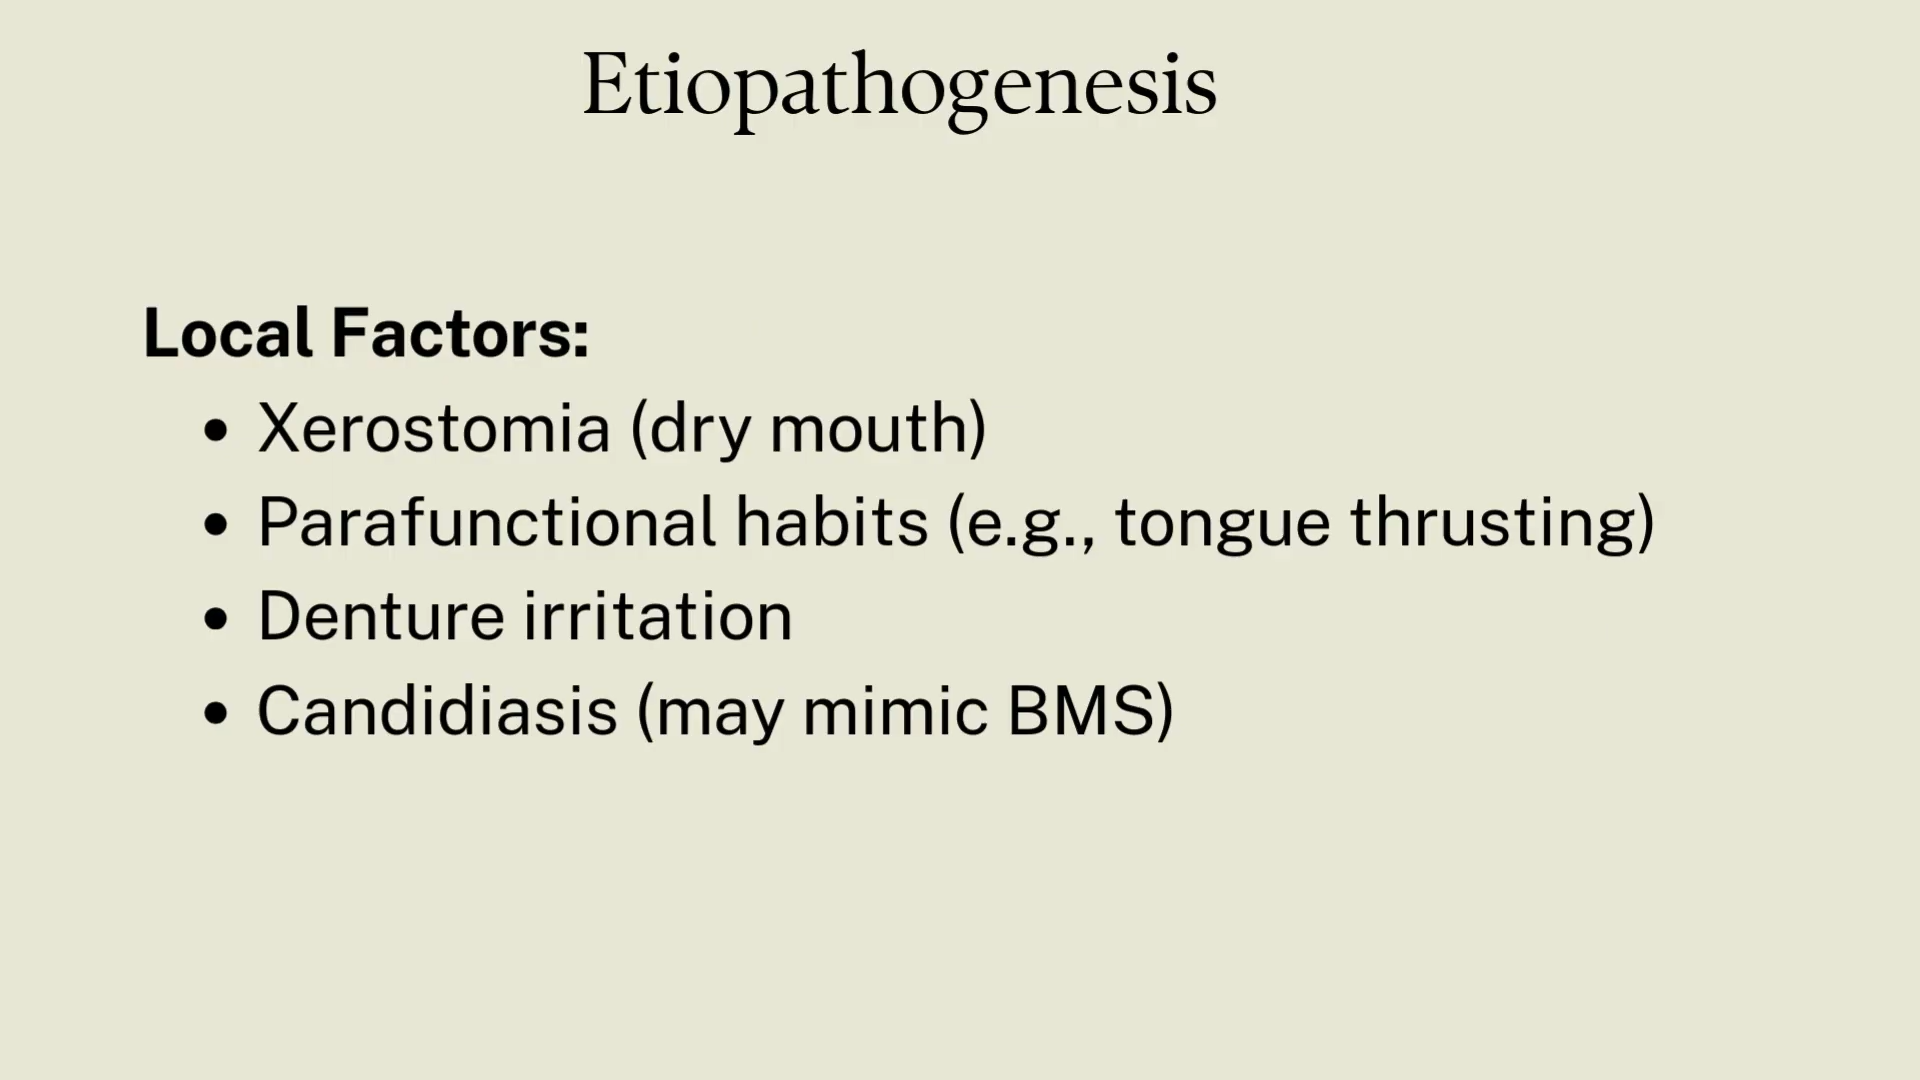 Etiopathogenesis
Local Factors:
• Xerostomia (dry mouth)
• Parafunctional habits (e.g., tongue thrusting)
• Denture irritation
• Candidiasis (may mimic BMS)